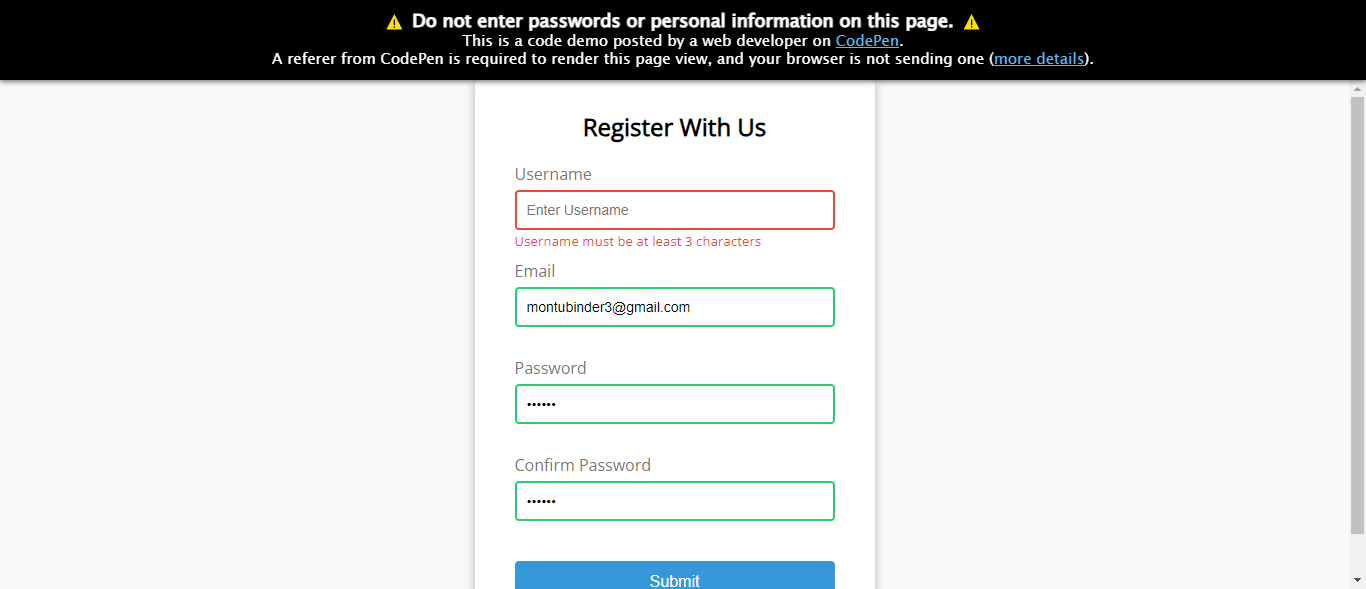 ⚠ Do not enter passwords or personal information on this page. ⚠
This is a code demo posted by a web developer on CodePen.
A referer from CodePen is required to render this page view, and your browser is not sending one (more details).
Register With Us
Username
Enter Username
Username must be at least 3 characters
Email
montubinder3@gmail.com
Password
••••••
Confirm Password
••••••
Submit